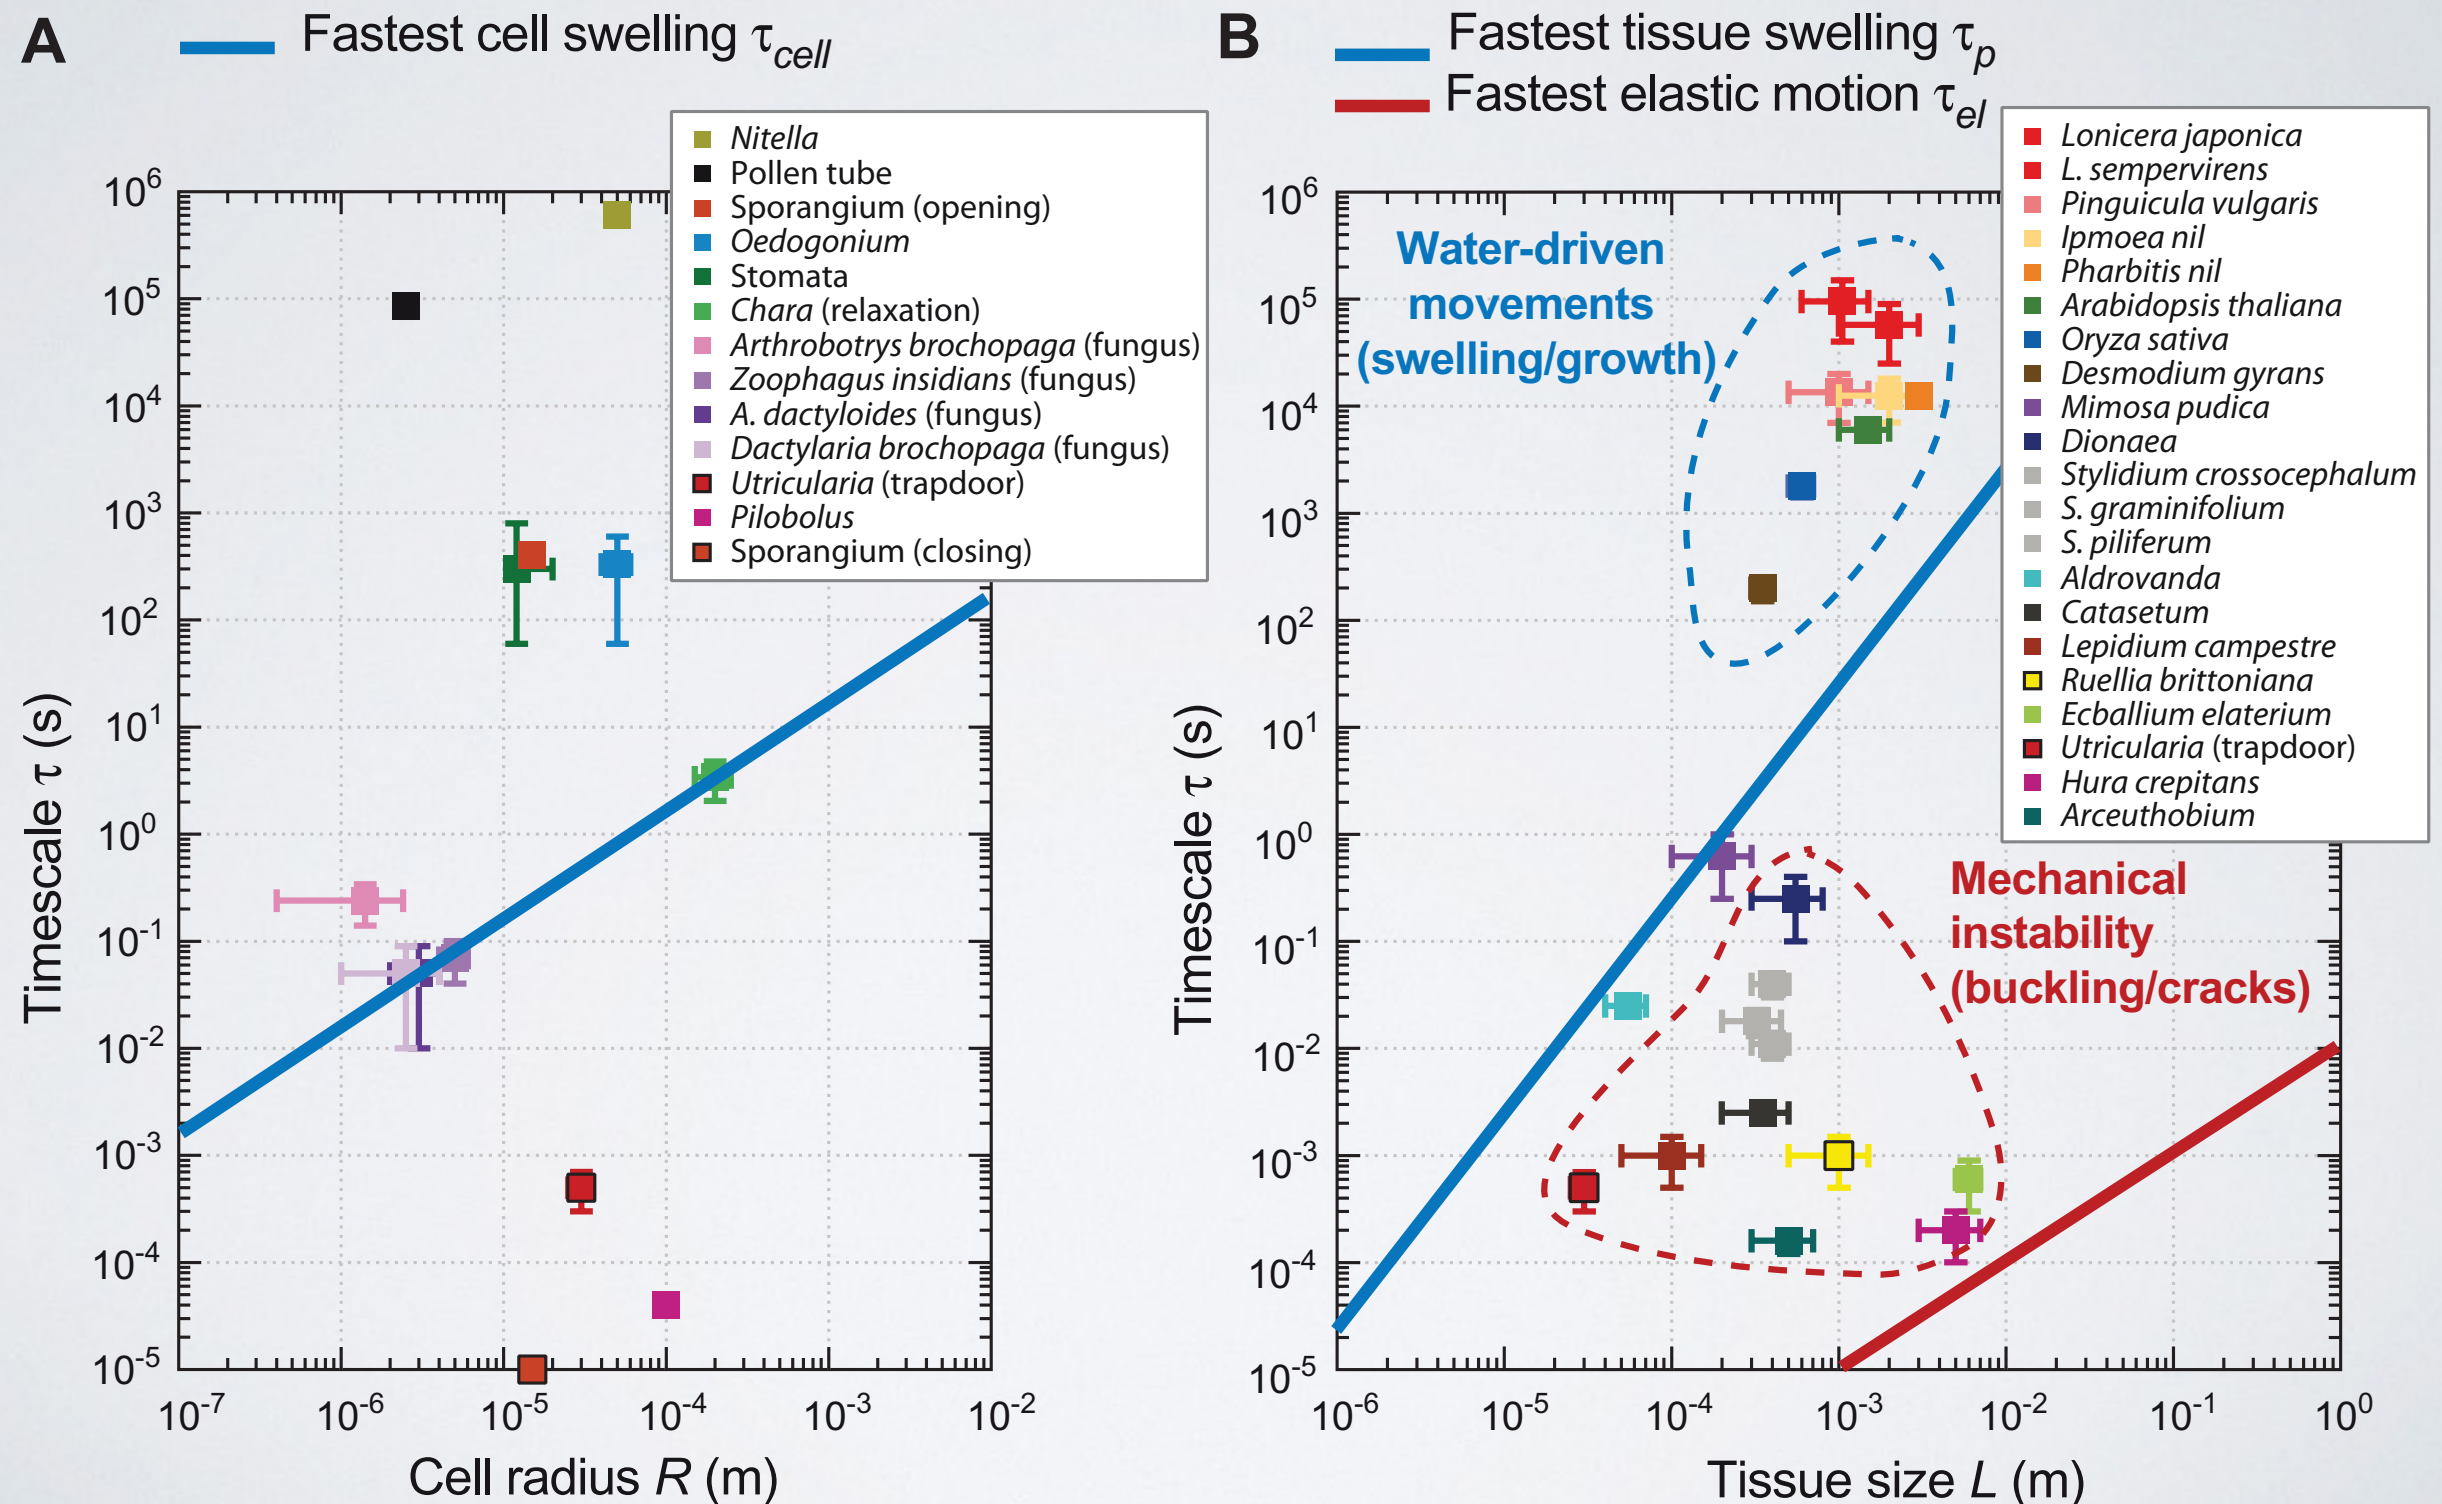 A
Fastest cell swelling τcell
Nitella
Pollen tube
Sporangium (opening)
Oedogonium
Stomata
Chara (relaxation)
Arthrobotrys brochopaga (fungus)
Zoophagus insidians (fungus)
A. dactyloides (fungus)
Dactylaria brochopaga (fungus)
Utricularia (trapdoor)
Pilobolus
Sporangium (closing)
10^6
10^5
10^4
10^3
10^2
10^1
10^0
10^-1
10^-2
10^-3
10^-4
10^-5
Timescale τ (s)
10^-7 10^-6 10^-5 10^-4 10^-3 10^-2
Cell radius R (m)
B
Fastest tissue swelling τp
Fastest elastic motion τel
Lonicera japonica
L. sempervirens
Pinguicula vulgaris
Ipmoea nil
Pharbitis nil
Arabidopsis thaliana
Oryza sativa
Desmodium gyrans
Mimosa pudica
Dionaea
Stylidium crossocephalum
S. graminifolium
S. piliferum
Aldrovanda
Catasetum
Lepidium campestre
Ruellia brittoniana
Ecballium elaterium
Utricularia (trapdoor)
Hura crepitans
Arceuthobium
Water-driven
movements
(swelling/growth)
Mechanical
instability
(buckling/cracks)
10^6
10^5
10^4
10^3
10^2
10^1
10^0
10^-1
10^-2
10^-3
10^-4
10^-5
Timescale τ (s)
10^-6 10^-5 10^-4 10^-3 10^-2 10^-1 10^0
Tissue size L (m)